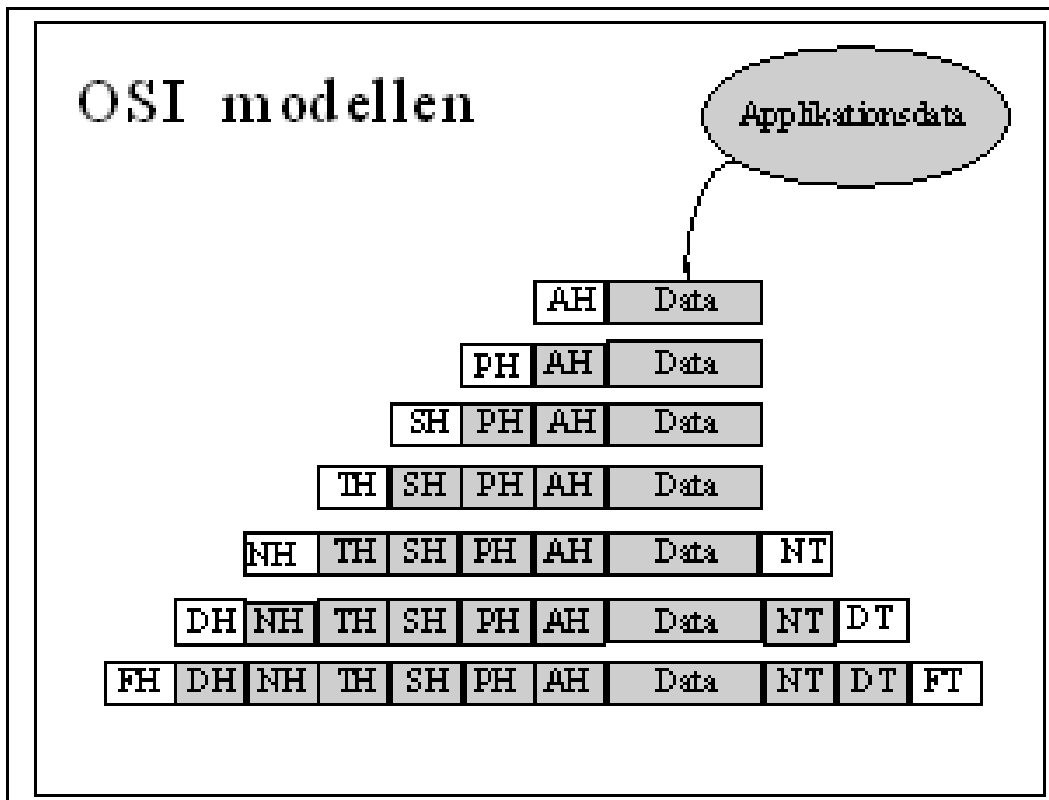 OSI modellen
Applikationsdata
AH Data
PH AH Data
SH PH AH Data
TH SH PH AH Data
NH TH SH PH AH Data NT
DH NH TH SH PH AH Data NT DT
FH DH NH TH SH PH AH Data NT DT FT